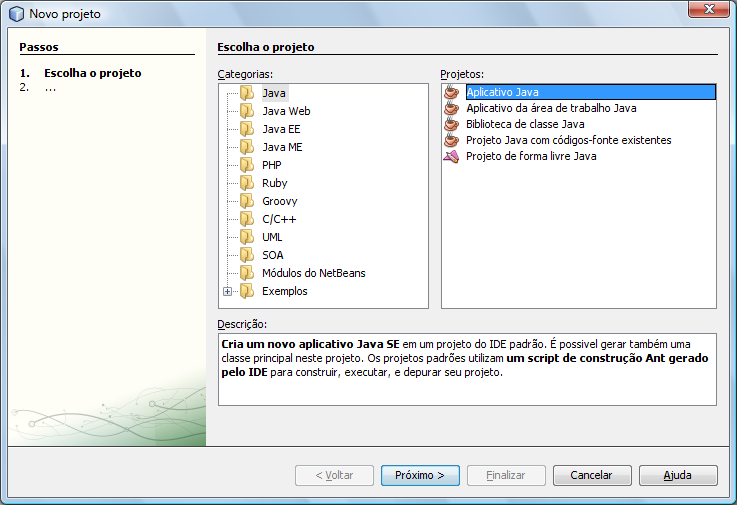 Novo projeto
Passos
1. Escolha o projeto
2. ...
Escolha o projeto
Categorias:
Java
Java Web
Java EE
Java ME
PHP
Ruby
Groovy
C/C++
UML
SOA
Módulos do NetBeans
Exemplos
Projetos:
Aplicativo Java
Aplicativo da área de trabalho Java
Biblioteca de classe Java
Projeto Java com códigos-fonte existentes
Projeto de forma livre Java
Descrição:
Cria um novo aplicativo Java SE em um projeto do IDE padrão. É possivel gerar também uma
classe principal neste projeto. Os projetos padrões utilizam um script de construção Ant gerado
pelo IDE para construir, executar, e depurar seu projeto.
< Voltar
Próximo >
Finalizar
Cancelar
Ajuda